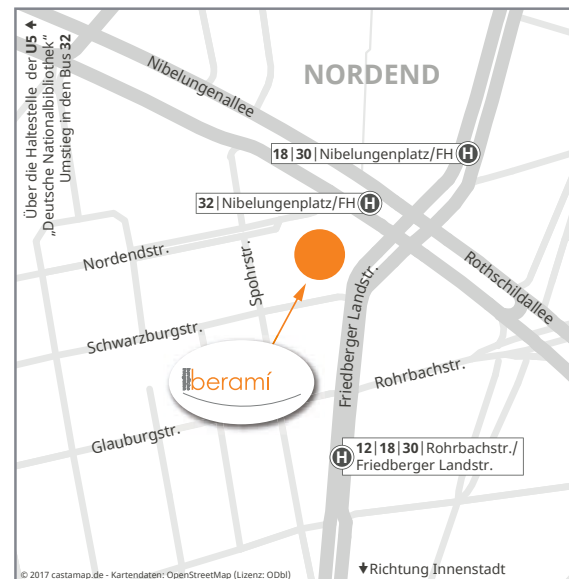 Über die Haltestelle der U5
„Deutsche Nationalbibliothek“
Umstieg in den Bus 32
Nibelungenallee
NORDEND
18|30|Nibelungenplatz/FH H
32|Nibelungenplatz/FH H
Nordendstr.
Spohrstr.
Rothschildallee
Friedberger Landstr.
Schwarzburgstr.
beramí
Rohrbachstr.
Glauburgstr.
H 12|18|30|Rohrbachstr./
Friedberger Landstr.
Richtung Innenstadt
© 2017 castamap.de - Kartendaten: OpenStreetMap (Lizenz: ODbl)